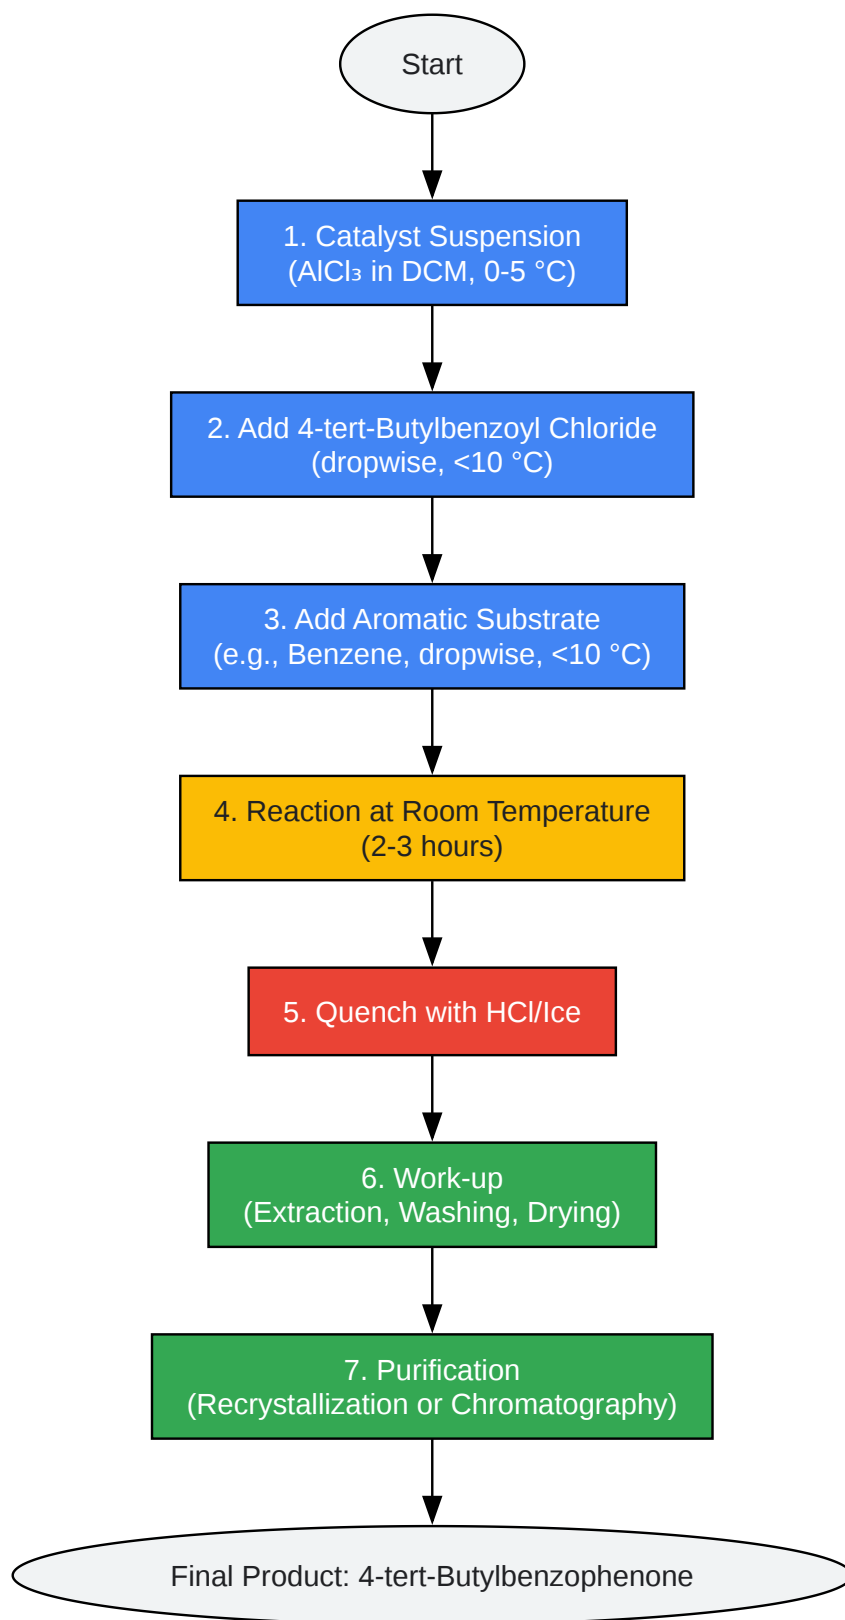 Start
1. Catalyst Suspension
(AlCl₃ in DCM, 0-5 °C)
2. Add 4-tert-Butylbenzoyl Chloride
(dropwise, <10 °C)
3. Add Aromatic Substrate
(e.g., Benzene, dropwise, <10 °C)
4. Reaction at Room Temperature
(2-3 hours)
5. Quench with HCl/Ice
6. Work-up
(Extraction, Washing, Drying)
7. Purification
(Recrystallization or Chromatography)
Final Product: 4-tert-Butylbenzophenone